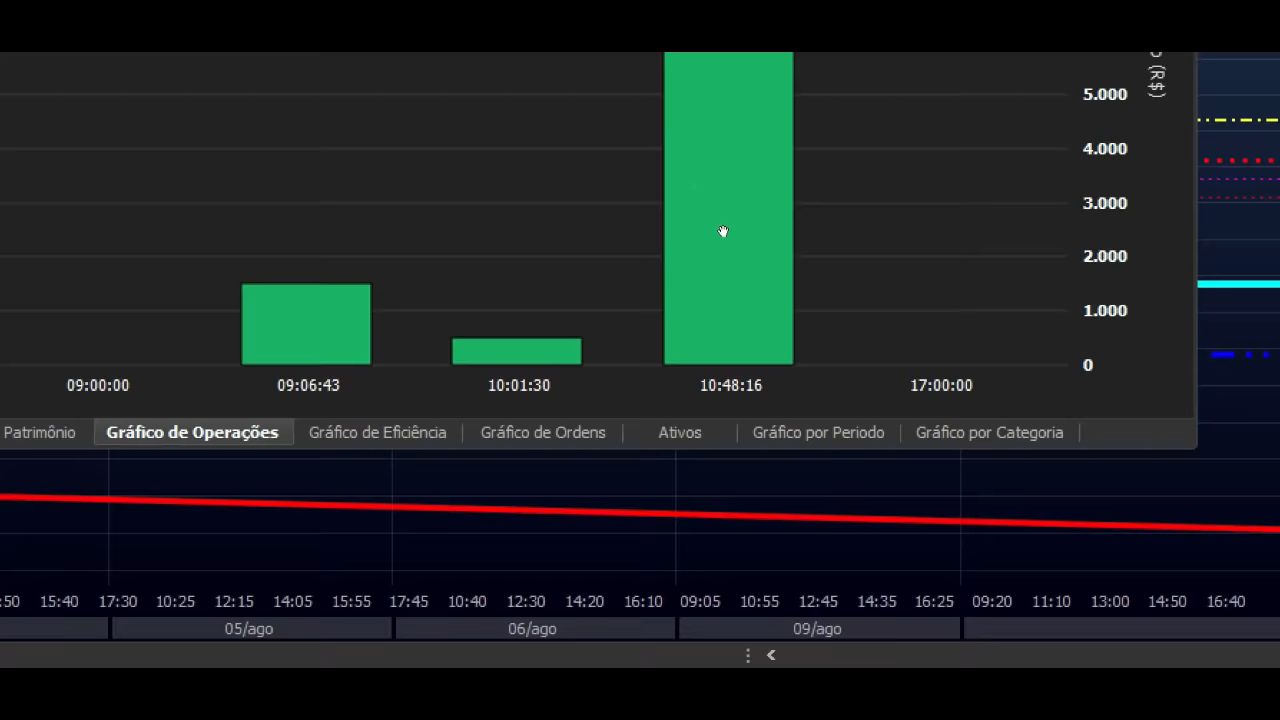 (R$)
5.000
4.000
3.000
2.000
1.000
0
09:00:00 09:06:43 10:01:30 10:48:16 17:00:00
Patrimônio Gráfico de Operações Gráfico de Eficiência Gráfico de Ordens Ativos Gráfico por Periodo Gráfico por Categoria
:50 15:40 17:30 10:25 12:15 14:05 15:55 17:45 10:40 12:30 14:20 16:10 09:05 10:55 12:45 14:35 16:25 09:20 11:10 13:00 14:50 16:40
05/ago 06/ago 09/ago